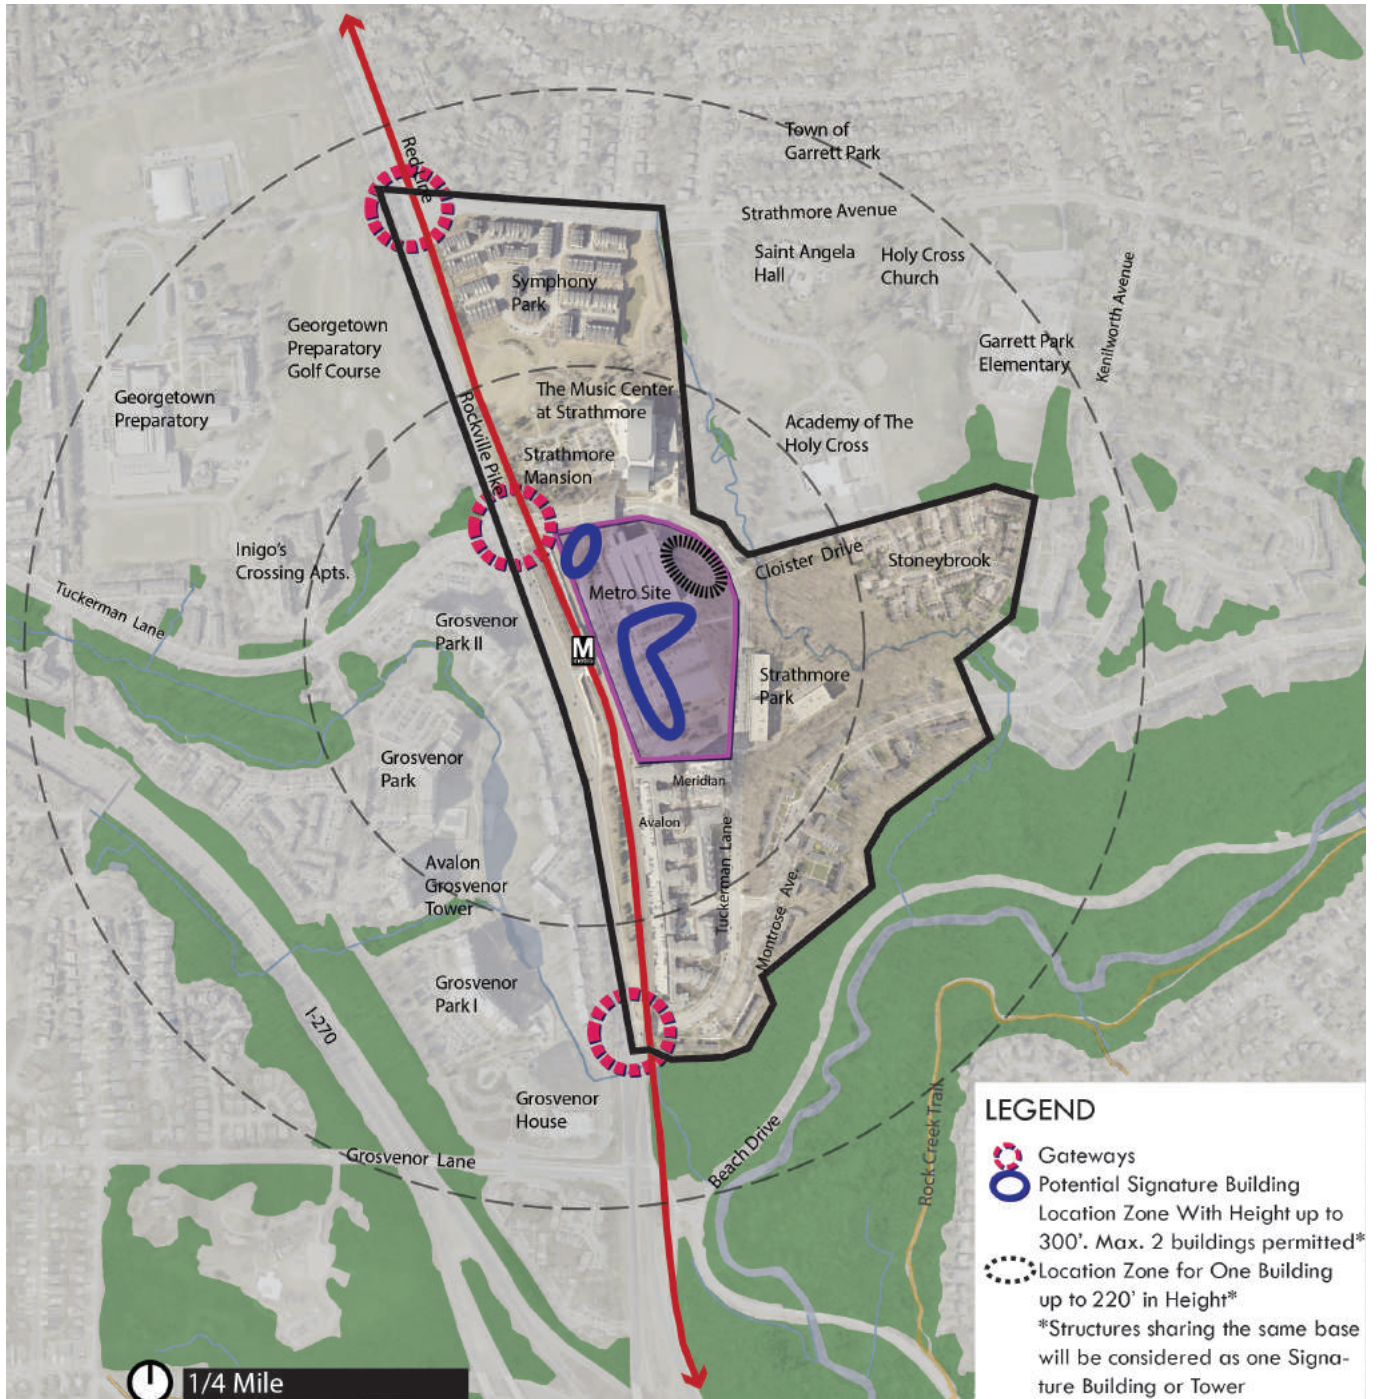 Red Line
Town of
Garrett Park
Strathmore Avenue
Saint Angela
Hall
Holy Cross
Church
Kenilworth Avenue
Symphony
Park
Georgetown
Preparatory
Golf Course
Garrett Park
Elementary
Georgetown
Preparatory
The Music Center
at Strathmore
Rockville Pike
Academy of The
Holy Cross
Strathmore
Mansion
Inigo's
Crossing Apts.
Cloister Drive
Stoneybrook
Tuckerman Lane
Metro Site
Grosvenor
Park II
M
metro
Strathmore
Park
Grosvenor
Park
Meridian
Avalon
Tuckerman Lane
Avalon
Grosvenor
Tower
Montrose Ave.
Grosvenor
Park I
I-270
Grosvenor
House
Grosvenor Lane
Beach Drive
Rock Creek Trail
LEGEND
Gateways
Potential Signature Building
Location Zone With Height up to
300'. Max. 2 buildings permitted*
Location Zone for One Building
up to 220' in Height*
*Structures sharing the same base
will be considered as one Signa-
ture Building or Tower
1/4 Mile